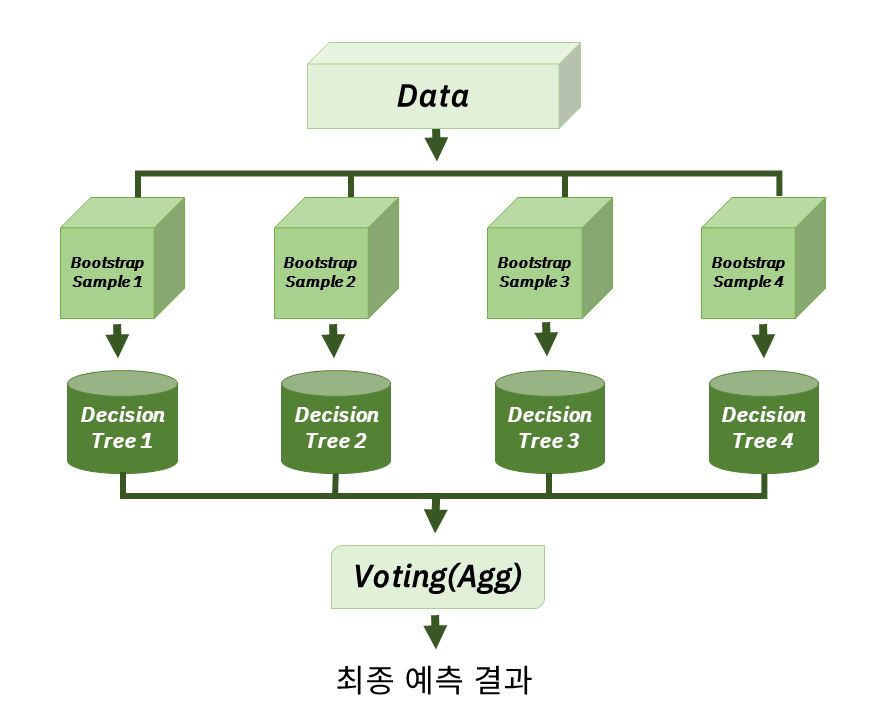 Data
Bootstrap
Sample 1
Bootstrap
Sample 2
Bootstrap
Sample 3
Bootstrap
Sample 4
Decision
Tree 1
Decision
Tree 2
Decision
Tree 3
Decision
Tree 4
Voting(Agg)
최종 예측 결과